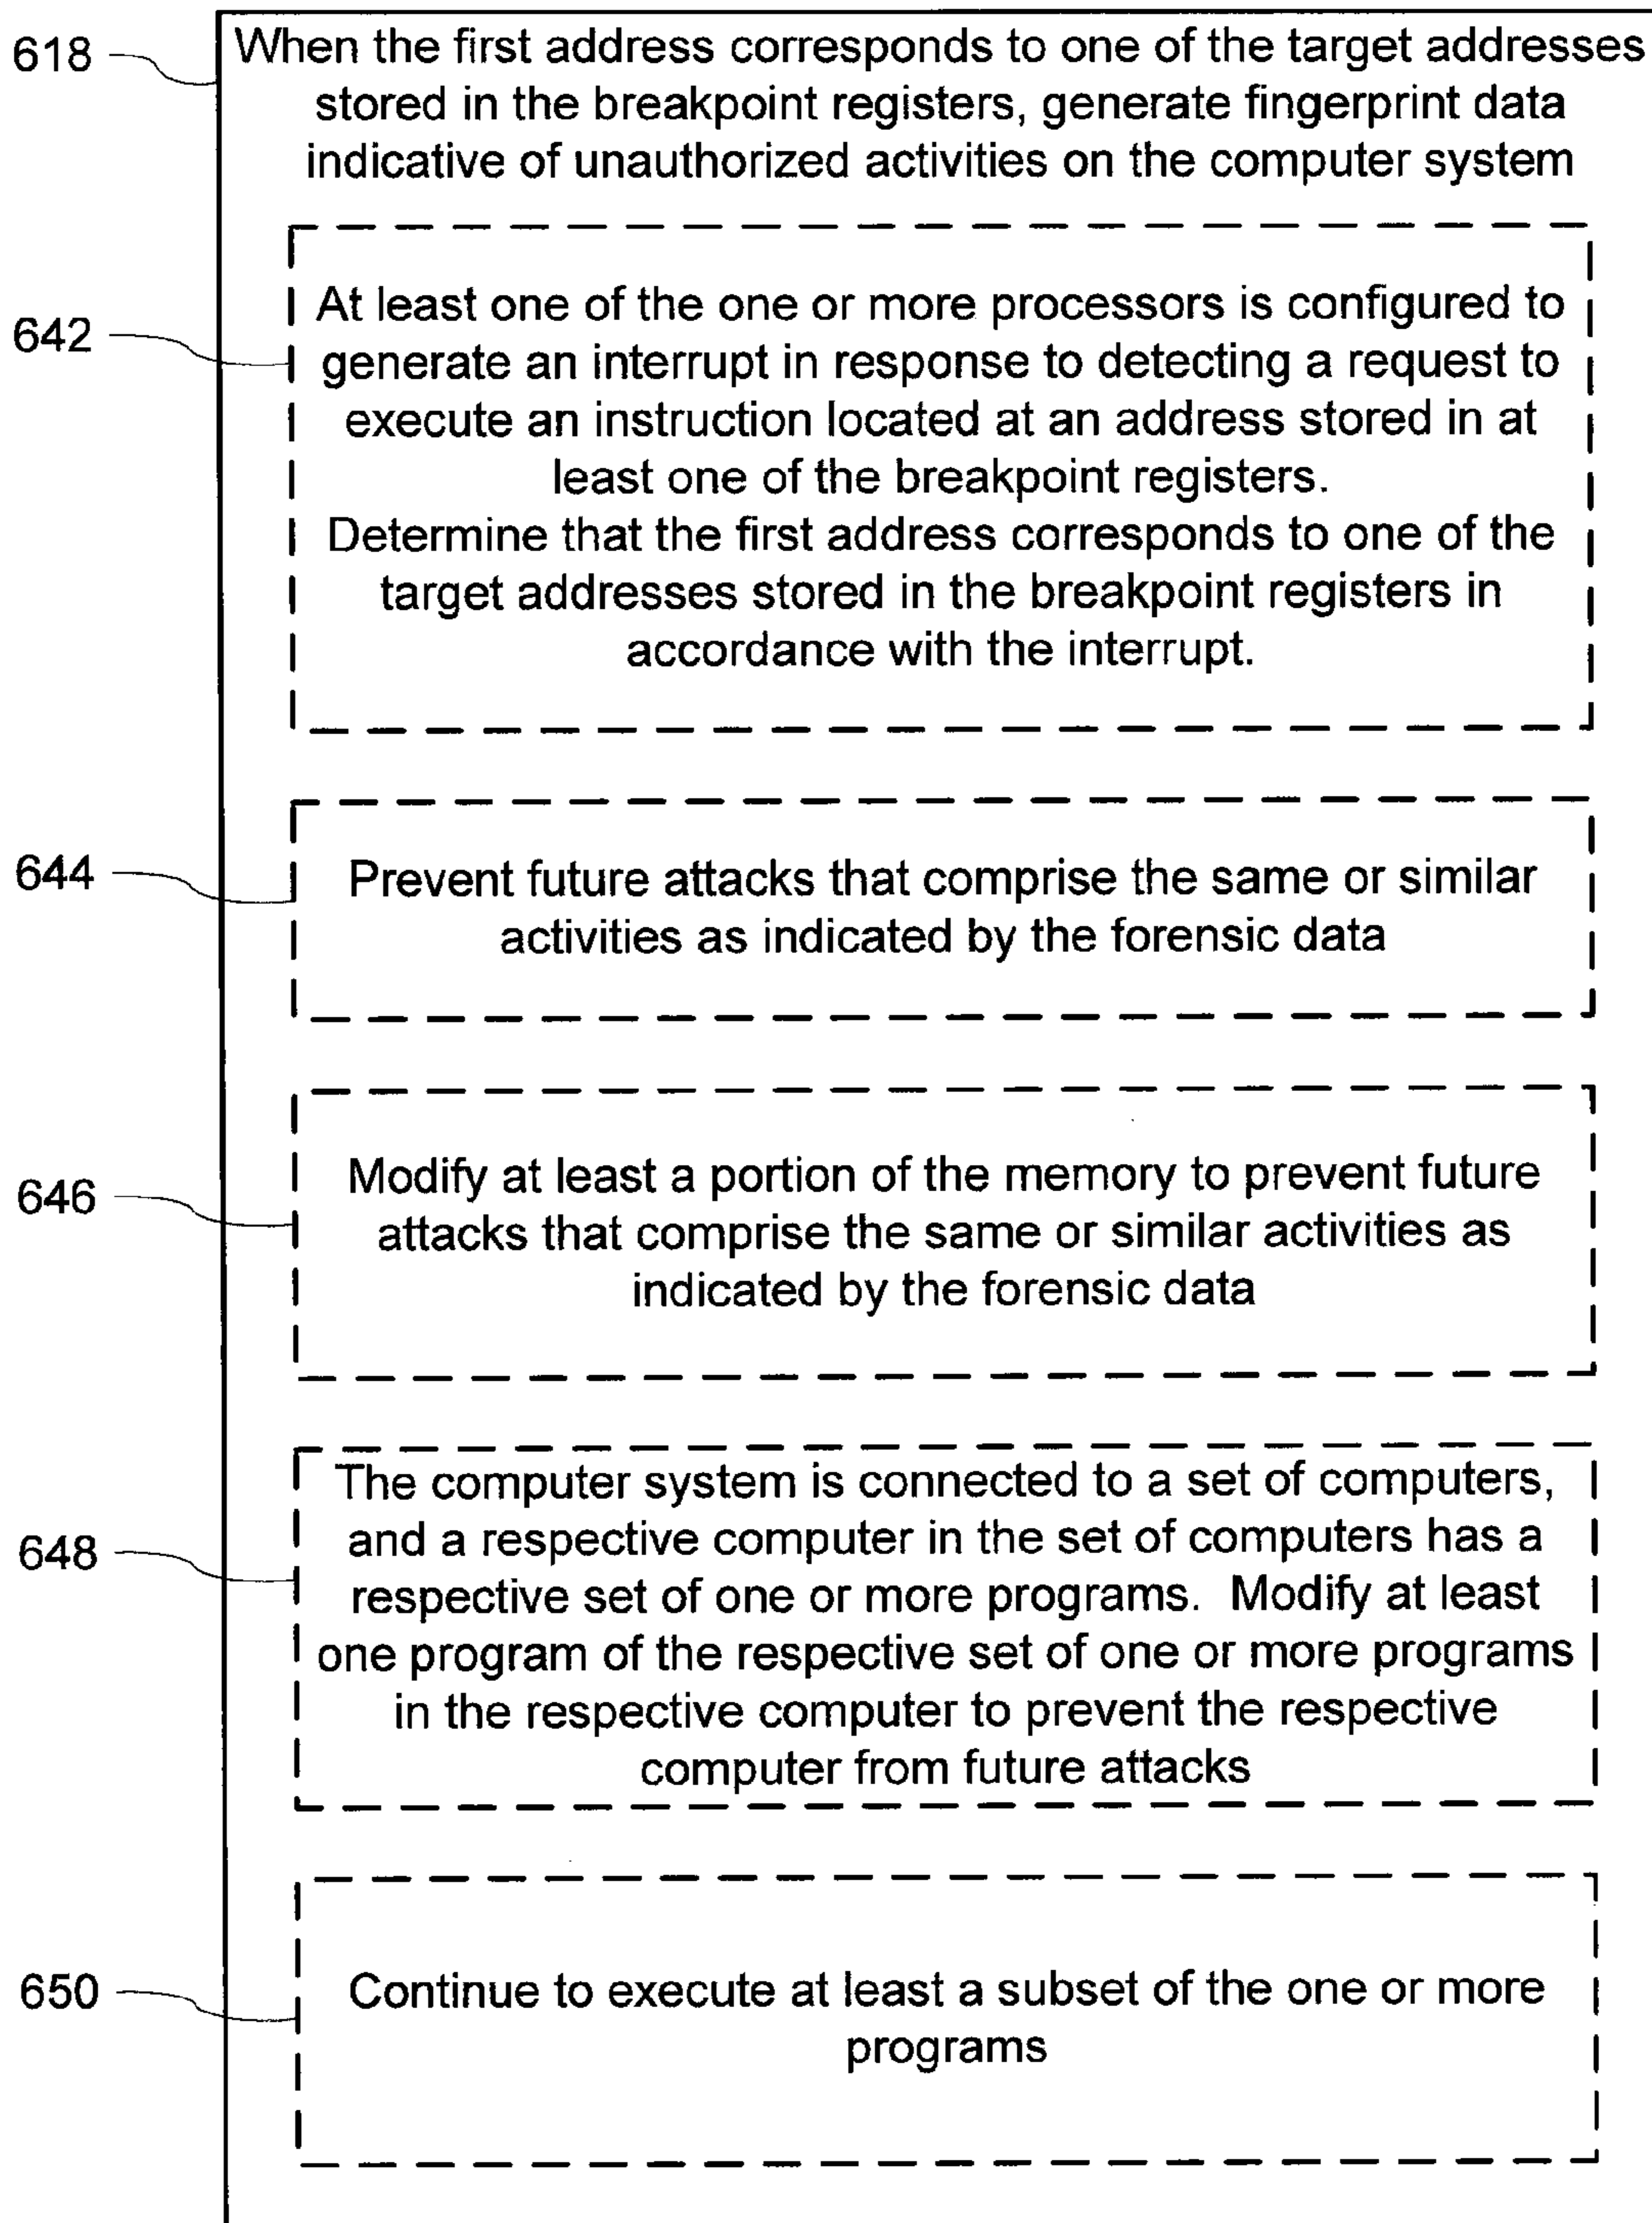 618
When the first address corresponds to one of the target addresses
stored in the breakpoint registers, generate fingerprint data
indicative of unauthorized activities on the computer system
642
At least one of the one or more processors is configured to
generate an interrupt in response to detecting a request to
execute an instruction located at an address stored in at
least one of the breakpoint registers.
Determine that the first address corresponds to one of the
target addresses stored in the breakpoint registers in
accordance with the interrupt.
644
Prevent future attacks that comprise the same or similar
activities as indicated by the forensic data
646
Modify at least a portion of the memory to prevent future
attacks that comprise the same or similar activities as
indicated by the forensic data
648
The computer system is connected to a set of computers,
and a respective computer in the set of computers has a
respective set of one or more programs.  Modify at least
one program of the respective set of one or more programs
in the respective computer to prevent the respective
computer from future attacks
650
Continue to execute at least a subset of the one or more
programs